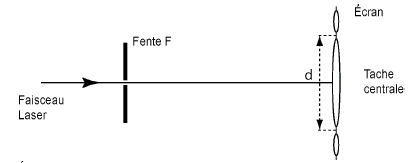 Écran
Fente F
d
Tache
centrale
Faisceau
Laser